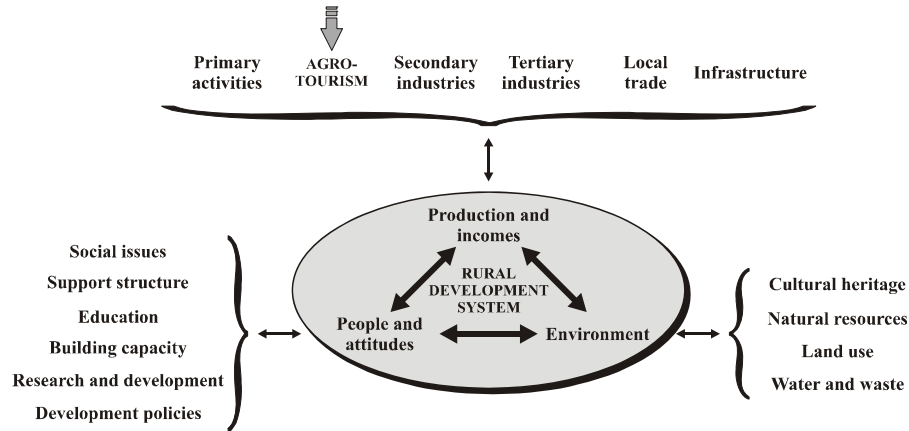 Primary
activities
AGRO-
TOURISM
Secondary
industries
Tertiary
industries
Local
trade
Infrastructure
Production and
incomes
RURAL
DEVELOPMENT
SYSTEM
People and
attitudes
Environment
Social issues
Support structure
Education
Building capacity
Research and development
Development policies
Cultural heritage
Natural resources
Land use
Water and waste